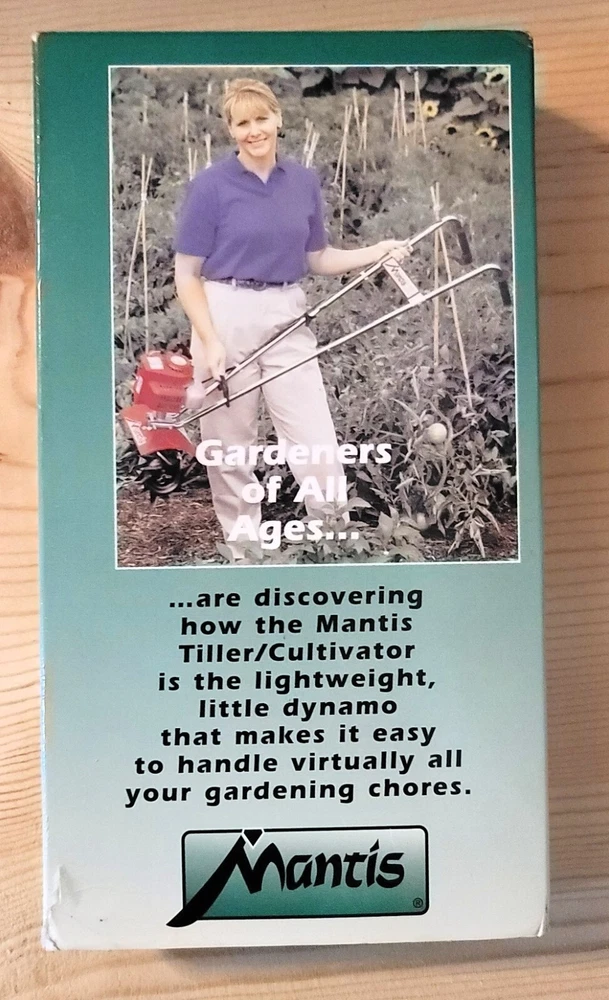 Mantis
Gardeners
of All
Ages...
...are discovering
how the Mantis
Tiller/Cultivator
is the lightweight,
little dynamo
that makes it easy
to handle virtually all
your gardening chores.
Mantis ®